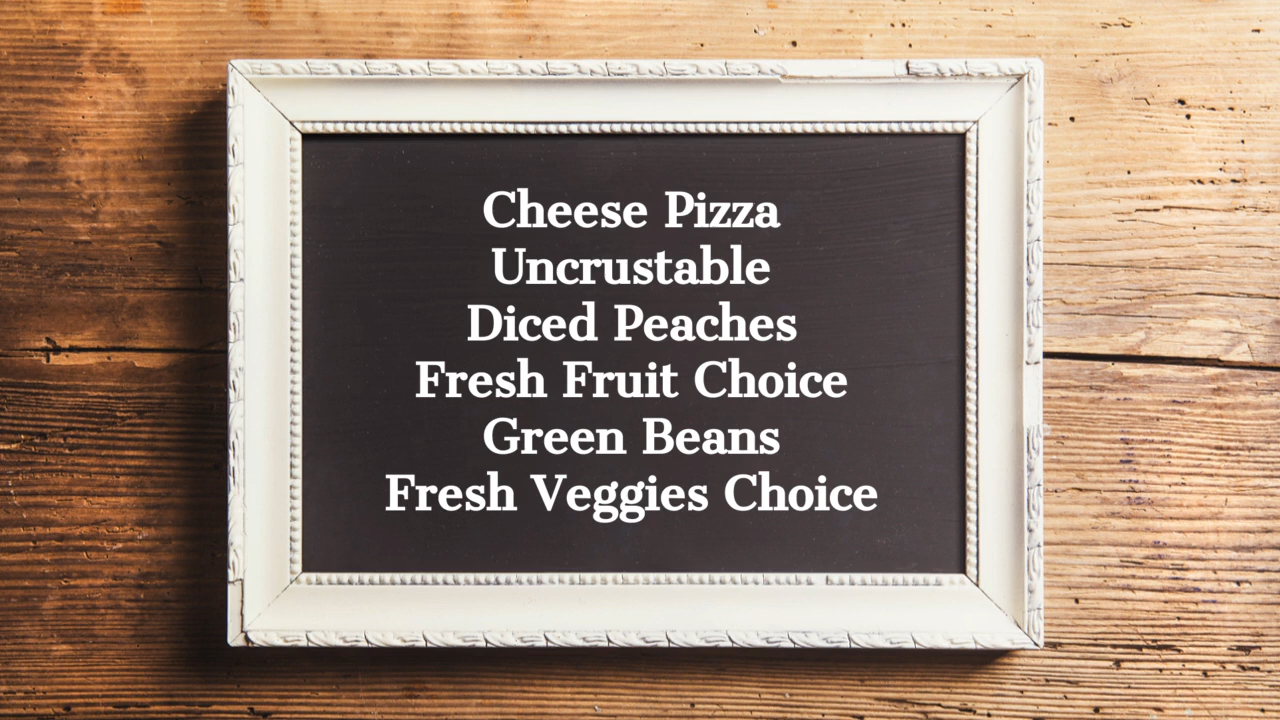 Cheese Pizza
Uncrustable
Diced Peaches
Fresh Fruit Choice
Green Beans
Fresh Veggies Choice